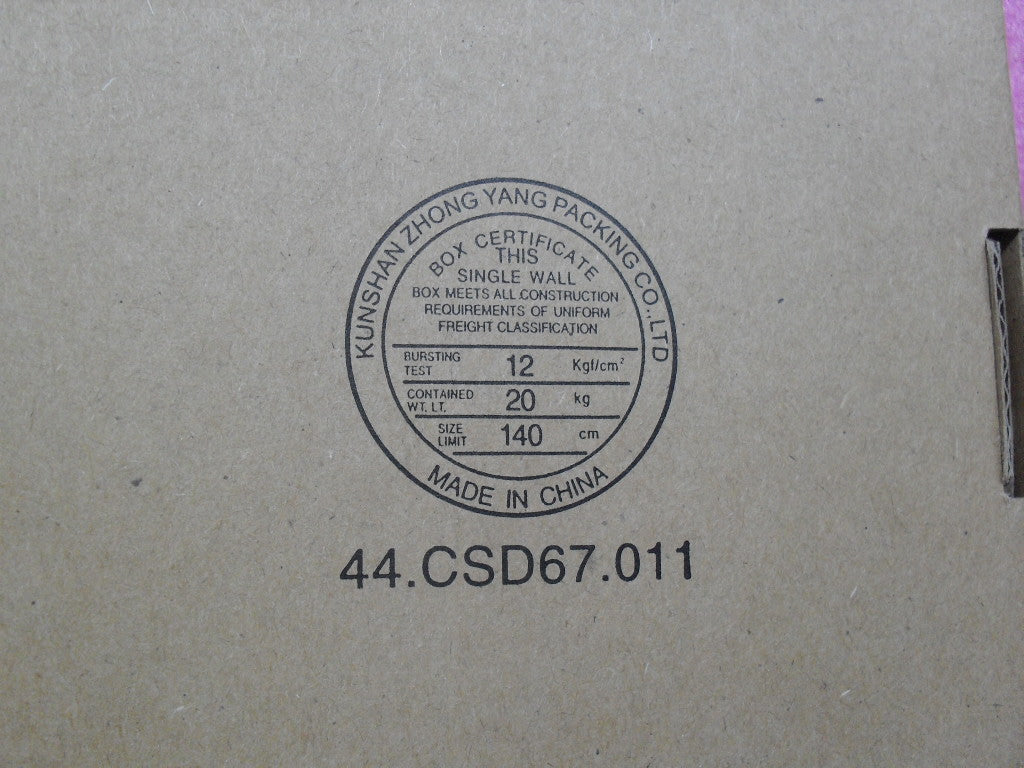 KUNSHAN ZHONG YANG PACKING CO.,LTD
BOX CERTIFICATE
THIS
SINGLE WALL
BOX MEETS ALL CONSTRUCTION
REQUIREMENTS OF UNIFORM
FREIGHT CLASSIFICATION
BURSTING TEST 12 Kgf/cm²
CONTAINED WT. LT. 20 kg
SIZE LIMIT 140 cm
MADE IN CHINA
44.CSD67.011